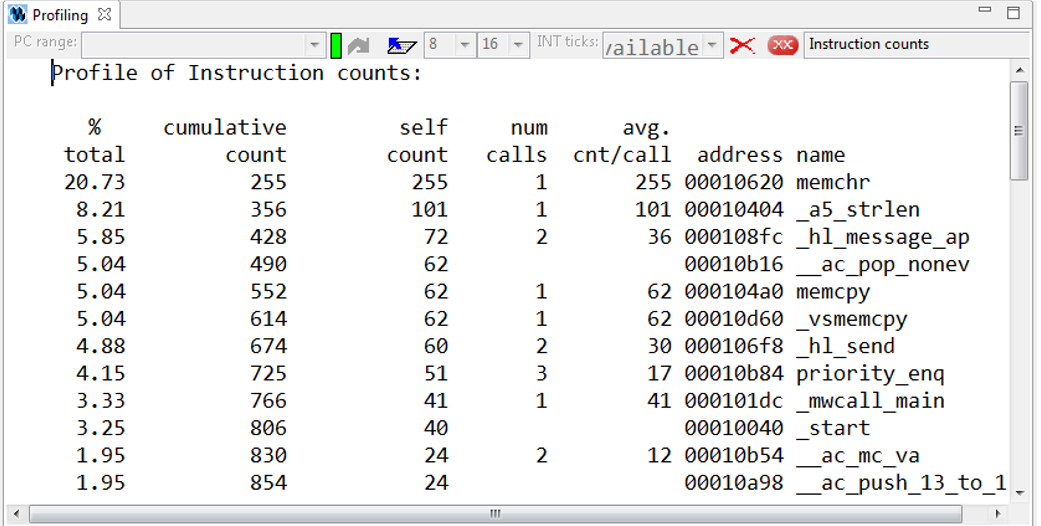 Profiling
PC range: 8 16 INT ticks: vailable XX Instruction counts
Profile of Instruction counts:
% cumulative self num avg.
total count count calls cnt/call address name
20.73 255 255 1 255 00010620 memchr
8.21 356 101 1 101 00010404 _a5_strlen
5.85 428 72 2 36 000108fc _hl_message_ap
5.04 490 62 00010b16 __ac_pop_nonev
5.04 552 62 1 62 000104a0 memcpy
5.04 614 62 1 62 00010d60 _vsmemcpy
4.88 674 60 2 30 000106f8 _hl_send
4.15 725 51 3 17 00010b84 priority_enq
3.33 766 41 1 41 000101dc _mwcall_main
3.25 806 40 00010040 _start
1.95 830 24 2 12 00010b54 __ac_mc_va
1.95 854 24 00010a98 __ac_push_13_to_1